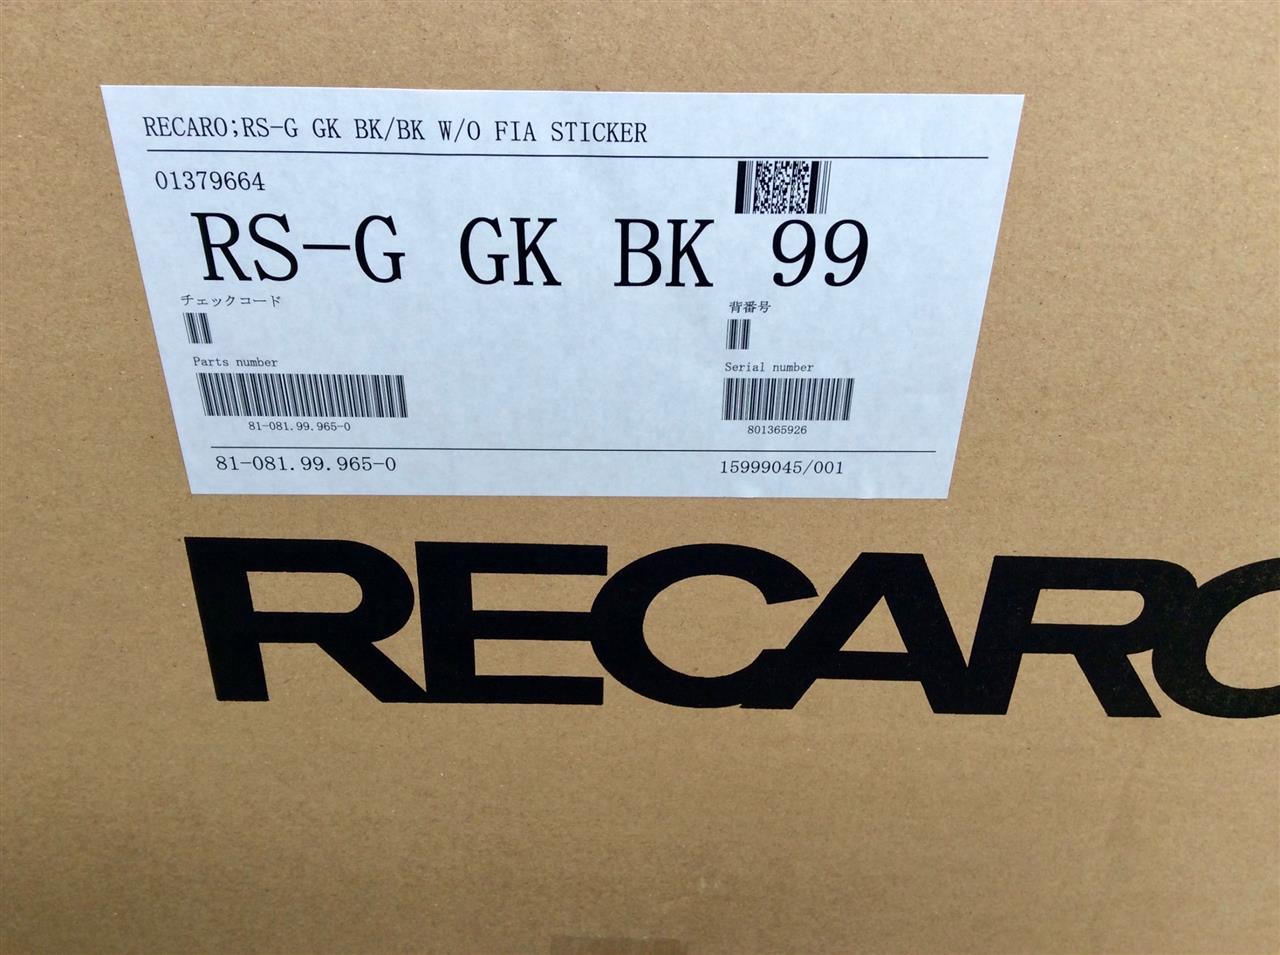 RECARO;RS-G GK BK/BK W/O FIA STICKER
01379664
RS-G GK BK 99
チェックコード
背番号
Parts number
Serial number
81-081.99.965-0
801365926
81-081.99.965-0
15999045/001
RECARO